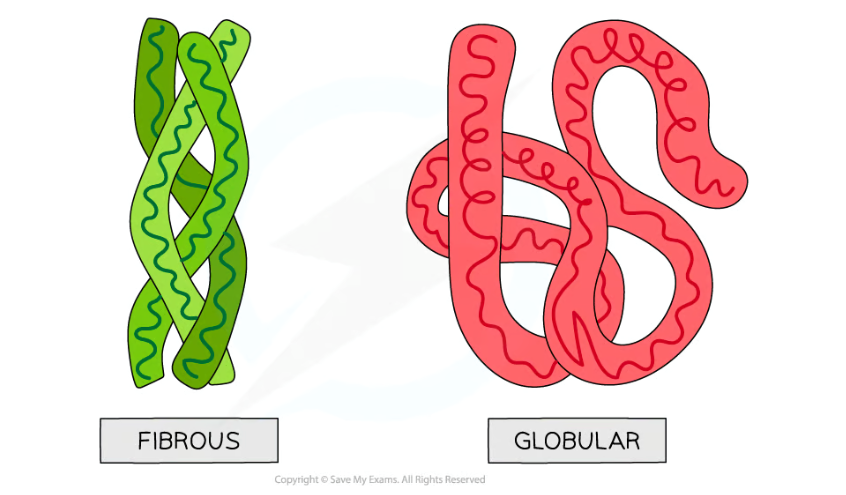 FIBROUS
GLOBULAR
Copyright © Save My Exams. All Rights Reserved